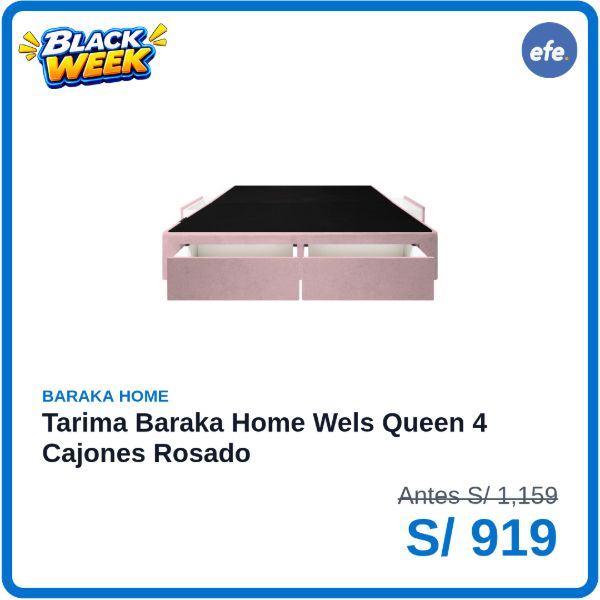 BLACK
WEEK
efe.
BARAKA HOME
Tarima Baraka Home Wels Queen 4
Cajones Rosado
Antes S/ 1,159
S/ 919